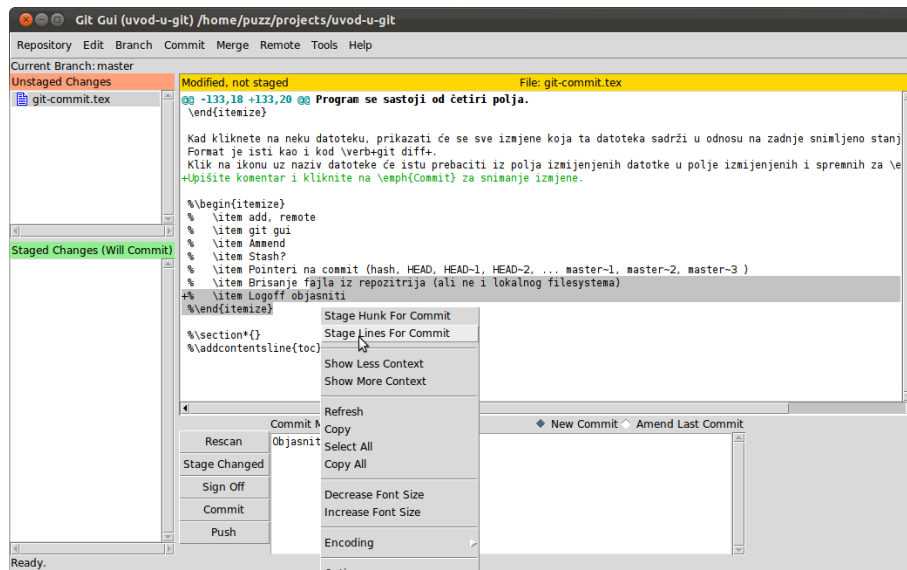 Git Gui (uvod-u-git) /home/puzz/projects/uvod-u-git
Repository Edit Branch Commit Merge Remote Tools Help
Current Branch: master
Unstaged Changes
git-commit.tex
Staged Changes (Will Commit)
Modified, not staged File: git-commit.tex
@@ -133,18 +133,20 @@ Program se sastoji od četiri polja.
\end{itemize}
Kad kliknete na neku datoteku, prikazati će se sve izmjene koja ta datoteka sadrži u odnosu na zadnje snimljeno stanj
Format je isti kao i kod \verb+git diff+.
Klik na ikonu uz naziv datoteke će istu prebaciti iz polja izmijenjenih datotke u polje izmijenjenih i spremnih za \e
+Upišite komentar i kliknite na \emph{Commit} za snimanje izmjene.
%\begin{itemize}
% \item add, remote
% \item git gui
% \item Ammend
% \item Stash?
% \item Pointeri na commit (hash, HEAD, HEAD~1, HEAD~2, ... master~1, master~2, master~3 )
% \item Brisanje fajla iz repozitrija (ali ne i lokalnog filesystema)
+% \item Logoff objasniti
%\end{itemize}
%\section*{}
%\addcontentsline{toc}
Stage Hunk For Commit
Stage Lines For Commit
Show Less Context
Show More Context
Refresh
Copy
Select All
Copy All
Decrease Font Size
Increase Font Size
Encoding
Commit M
New Commit Amend Last Commit
Objasnit
Rescan
Stage Changed
Sign Off
Commit
Push
Ready.